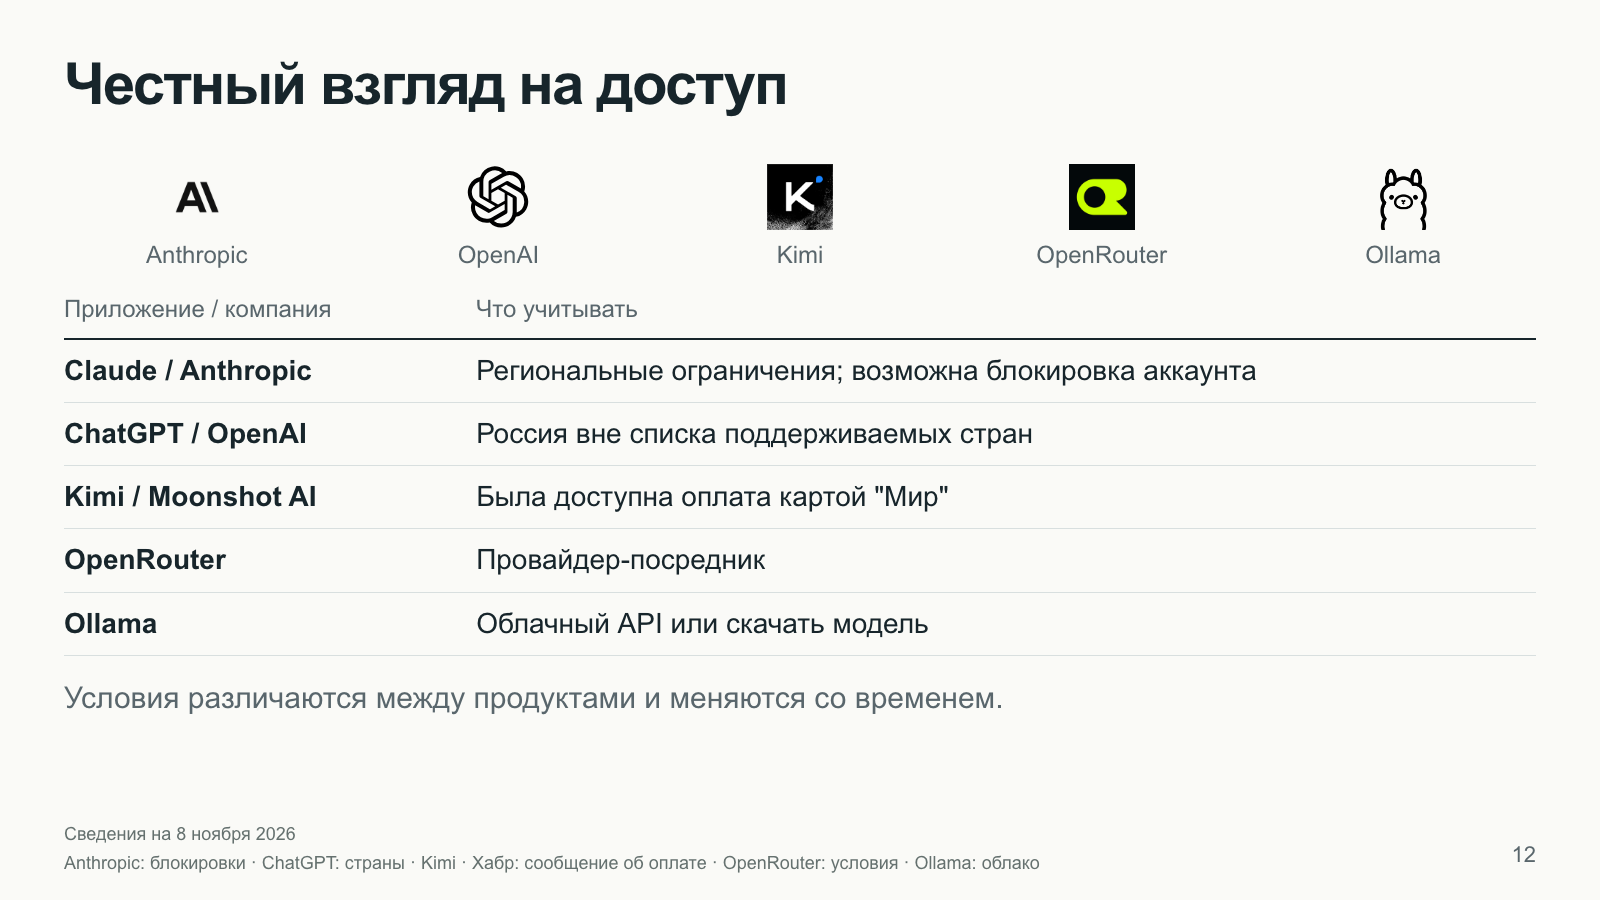 Честный взгляд на доступ
Anthropic
OpenAI
Kimi
OpenRouter
Ollama
Приложение / компания
Что учитывать
Claude / Anthropic
Региональные ограничения; возможна блокировка аккаунта
ChatGPT / OpenAI
Россия вне списка поддерживаемых стран
Kimi / Moonshot AI
Была доступна оплата картой "Мир"
OpenRouter
Провайдер-посредник
Ollama
Облачный API или скачать модель
Условия различаются между продуктами и меняются со временем.
Сведения на 8 ноября 2026
Anthropic: блокировки · ChatGPT: страны · Kimi · Хабр: сообщение об оплате · OpenRouter: условия · Ollama: облако
12